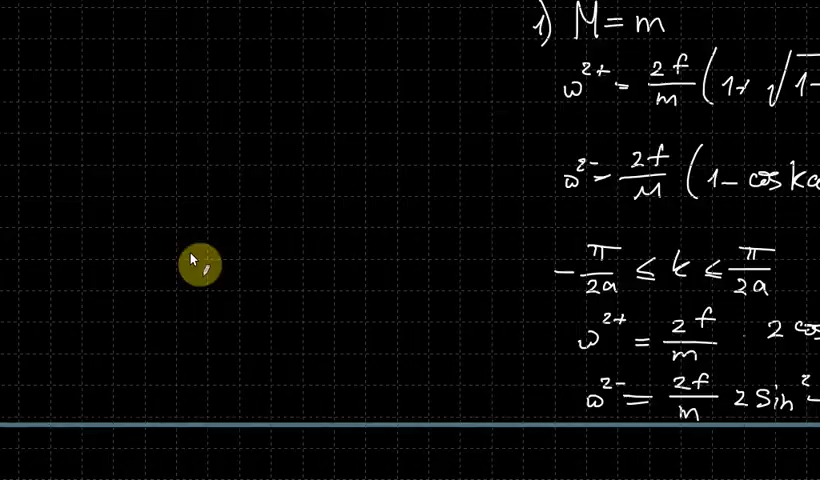 1) M = m
ω²⁺ = 2f/m (1+ √1-
ω²⁻ = 2f/M (1 - cos ka
- π/2a ≤ k ≤ π/2a
ω²⁺ = 2f/m · 2 cos
ω²⁻ = 2f/m 2 sin²